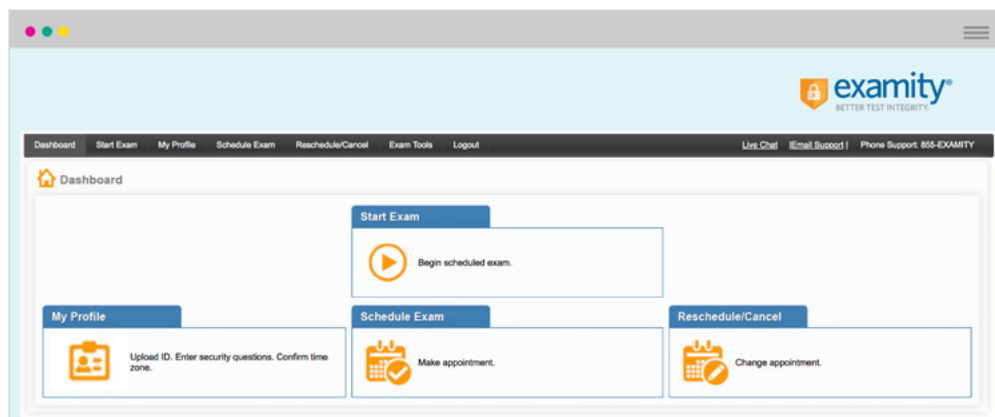 examity®
BETTER TEST INTEGRITY.
Dashboard Start Exam My Profile Schedule Exam Reschedule/Cancel Exam Tools Logout Live Chat |Email Support | Phone Support: 855-EXAMITY
Dashboard
Start Exam
Begin scheduled exam.
My Profile
Upload ID. Enter security questions. Confirm time
zone.
Schedule Exam
Make appointment.
Reschedule/Cancel
Change appointment.